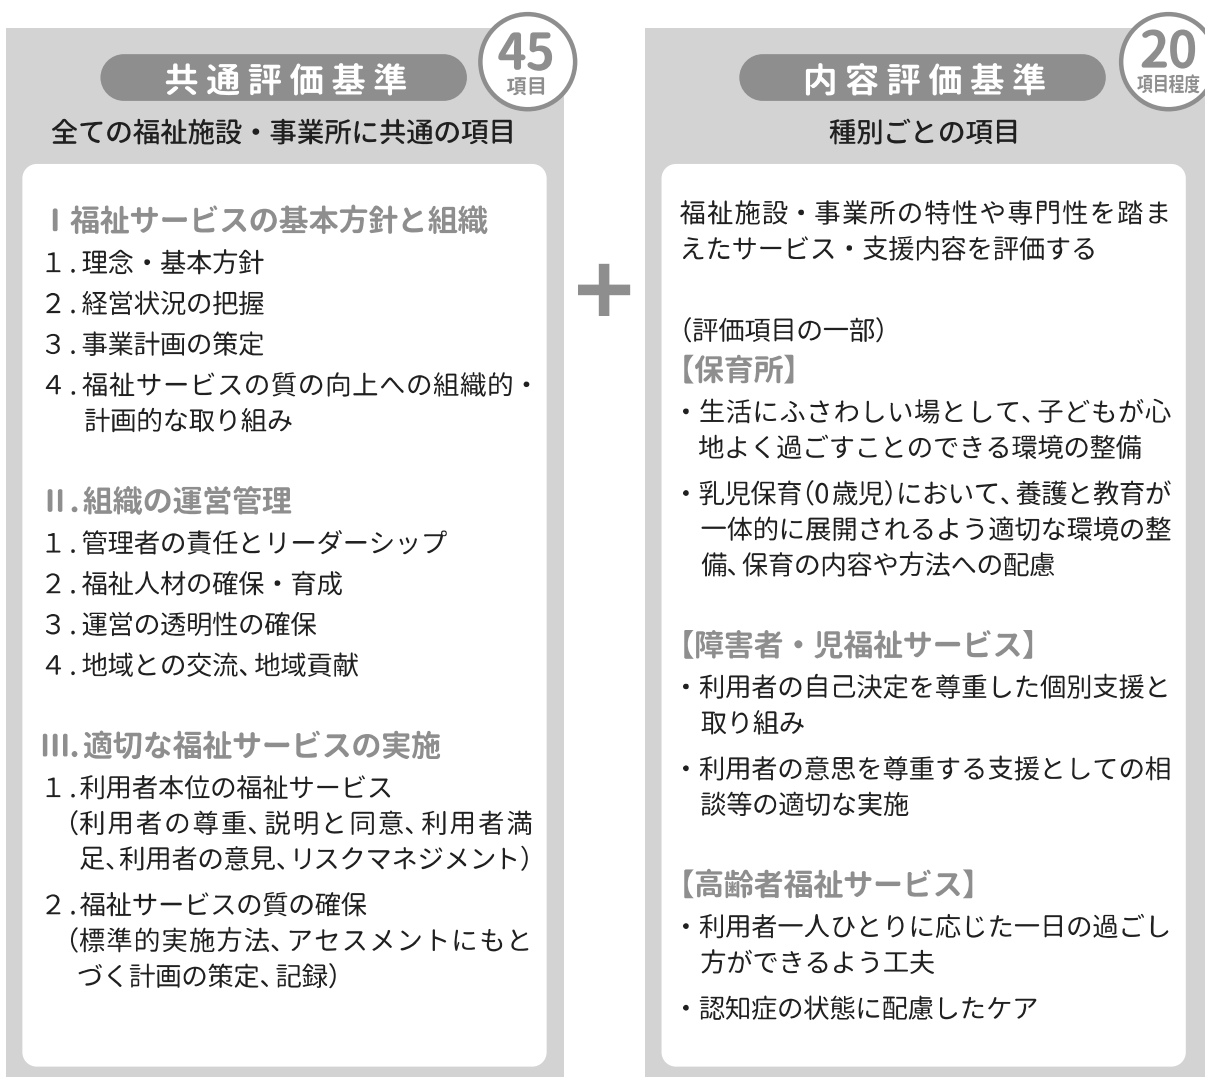 共通評価基準
45
項目
全ての福祉施設・事業所に共通の項目
I 福祉サービスの基本方針と組織
1.理念・基本方針
2.経営状況の把握
3.事業計画の策定
4.福祉サービスの質の向上への組織的・
計画的な取り組み
II.組織の運営管理
1.管理者の責任とリーダーシップ
2.福祉人材の確保・育成
3.運営の透明性の確保
4.地域との交流、地域貢献
III.適切な福祉サービスの実施
1.利用者本位の福祉サービス
（利用者の尊重、説明と同意、利用者満
足、利用者の意見、リスクマネジメント）
2.福祉サービスの質の確保
（標準的実施方法、アセスメントにもと
づく計画の策定、記録）
+
内容評価基準
20
項目程度
種別ごとの項目
福祉施設・事業所の特性や専門性を踏ま
えたサービス・支援内容を評価する
（評価項目の一部）
【保育所】
・生活にふさわしい場として、子どもが心
地よく過ごすことのできる環境の整備
・乳児保育（0歳児）において、養護と教育が
一体的に展開されるよう適切な環境の整
備、保育の内容や方法への配慮
【障害者・児福祉サービス】
・利用者の自己決定を尊重した個別支援と
取り組み
・利用者の意思を尊重する支援としての相
談等の適切な実施
【高齢者福祉サービス】
・利用者一人ひとりに応じた一日の過ごし
方ができるよう工夫
・認知症の状態に配慮したケア